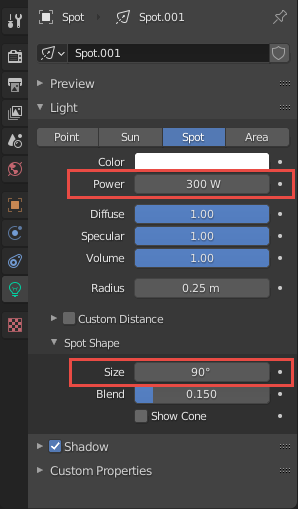 Spot > Spot.001
Spot.001
Preview
Light
Point Sun Spot Area
Color
Power 300 W
Diffuse 1.00
Specular 1.00
Volume 1.00
Radius 0.25 m
Custom Distance
Spot Shape
Size 90°
Blend 0.150
Show Cone
Shadow
Custom Properties